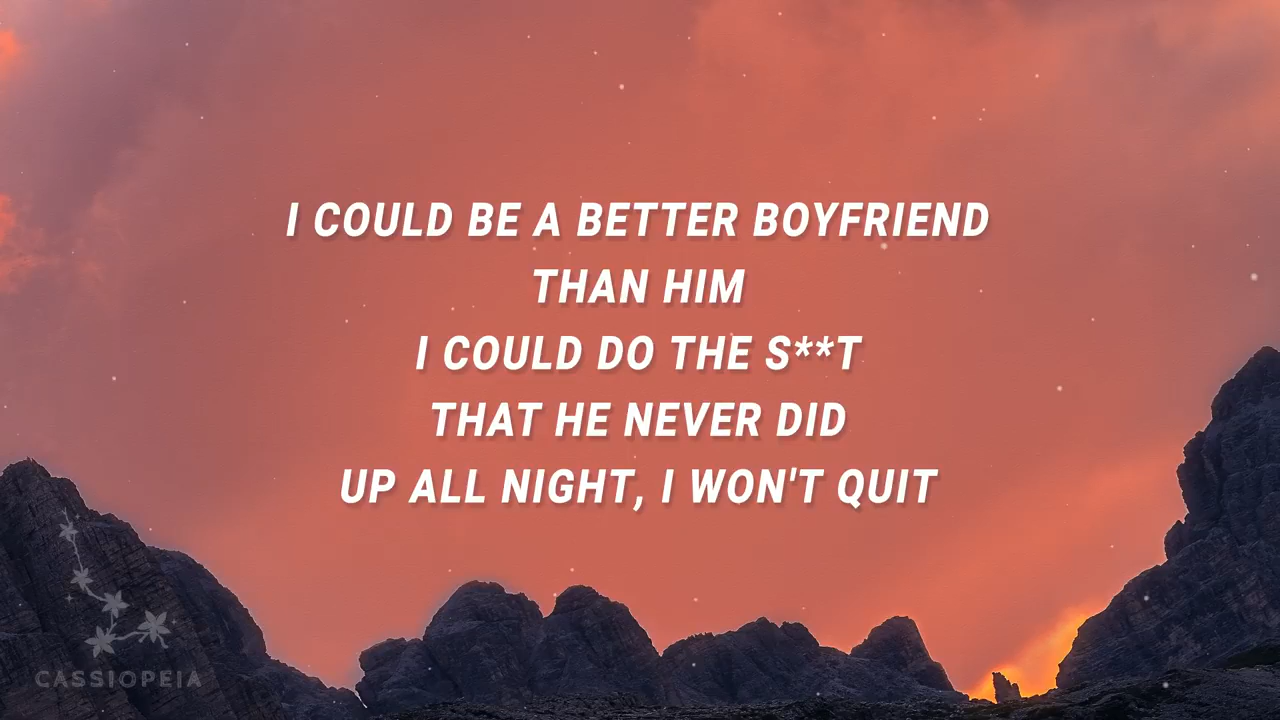 I COULD BE A BETTER BOYFRIEND
THAN HIM
I COULD DO THE S**T
THAT HE NEVER DID
UP ALL NIGHT, I WON'T QUIT
CASSIOPEIA